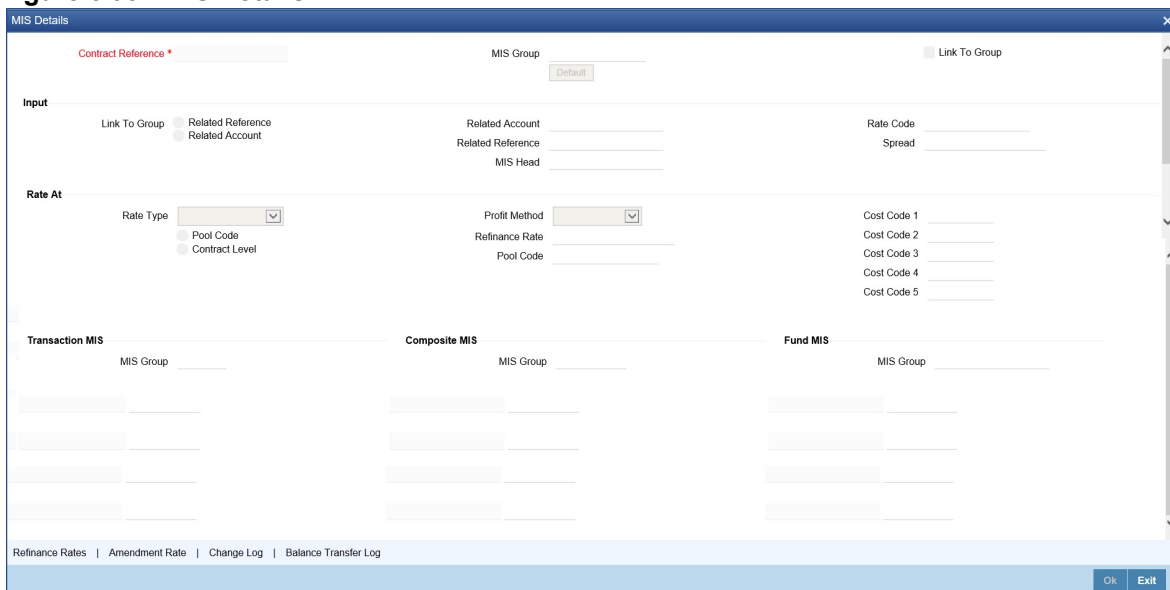 MIS Details
Contract Reference *
MIS Group
Link To Group
Default
Input
Link To Group
Related Reference
Related Account
Related Account
Related Reference
MIS Head
Rate Code
Spread
Rate At
Rate Type
Pool Code
Contract Level
Profit Method
Refinance Rate
Pool Code
Cost Code 1
Cost Code 2
Cost Code 3
Cost Code 4
Cost Code 5
Transaction MIS
Composite MIS
Fund MIS
MIS Group
MIS Group
MIS Group
Refinance Rates | Amendment Rate | Change Log | Balance Transfer Log
Ok Exit